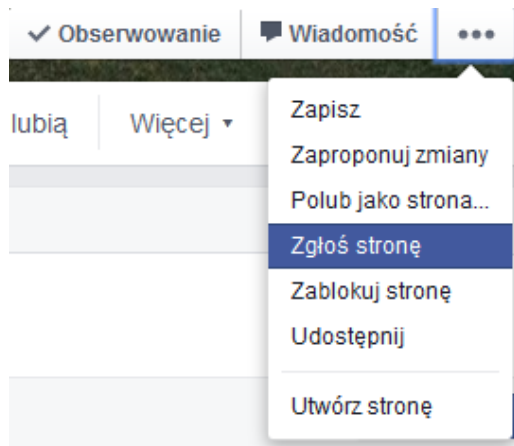 Obserwowanie Wiadomość
lubią Więcej
Zapisz
Zaproponuj zmiany
Polub jako strona...
Zgłoś stronę
Zablokuj stronę
Udostępnij
Utwórz stronę